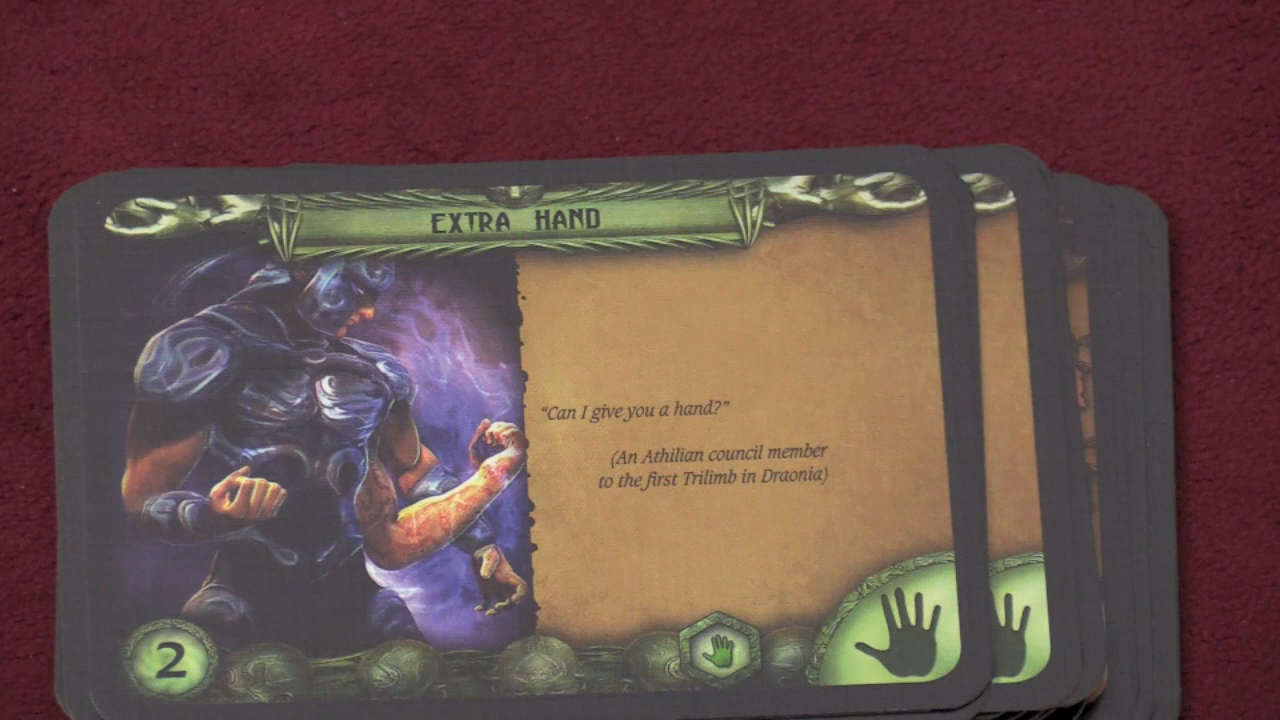 EXTRA HAND
“Can I give you a hand?”
(An Athilian council member
to the first Trilimb in Draonia)
2